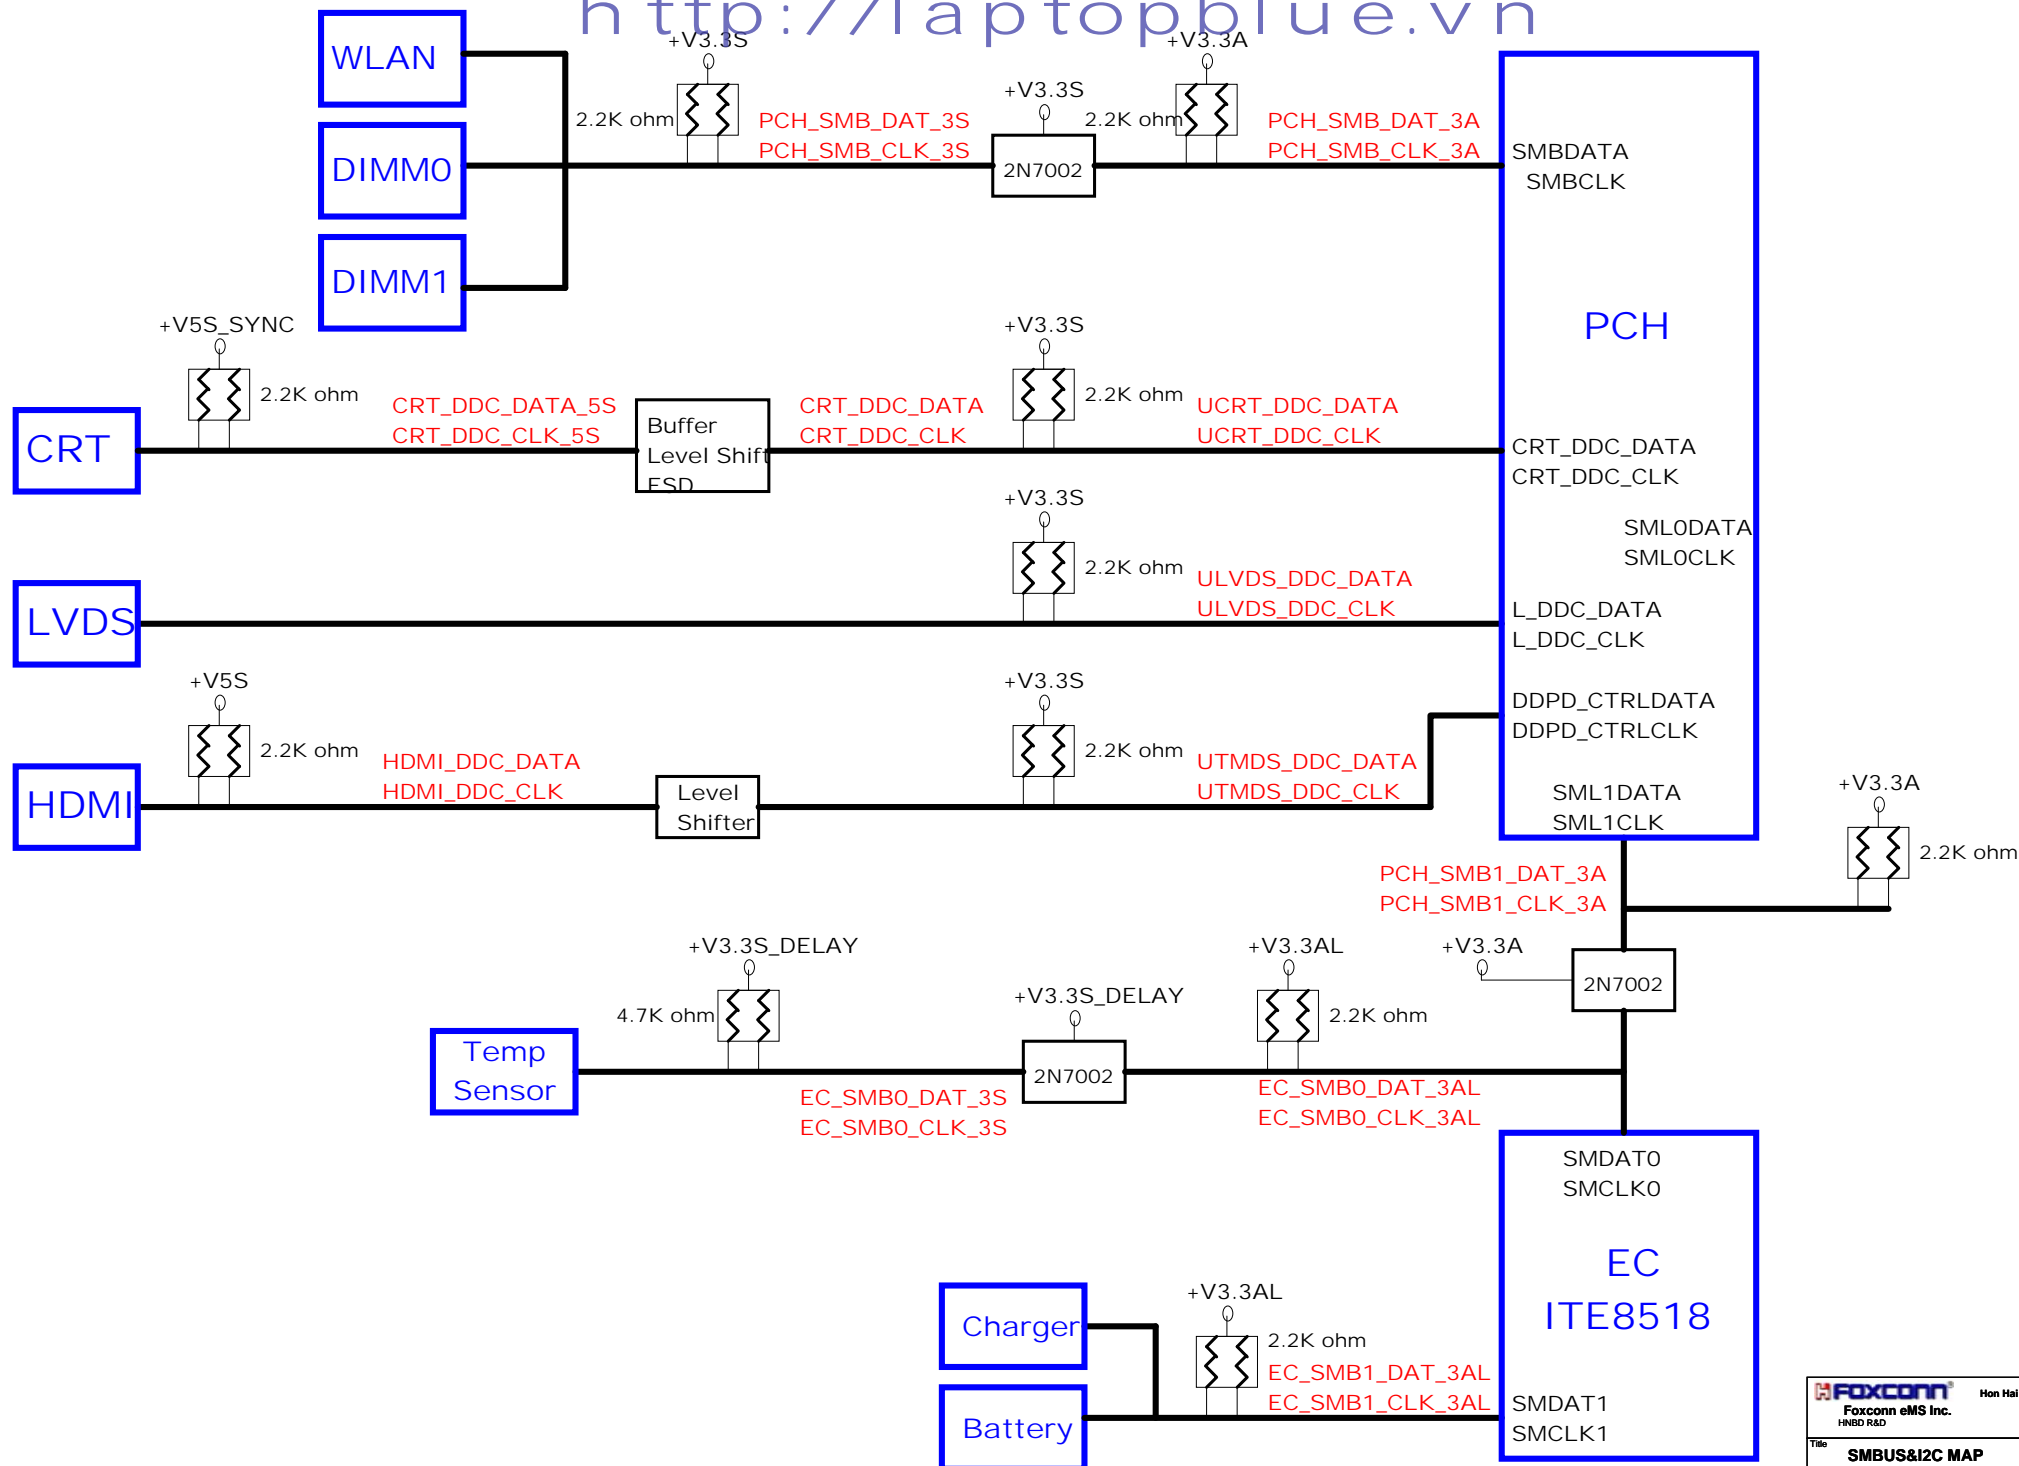 http://laptopblue.vn
WLAN
DIMM0
DIMM1
+V3.3S
2.2K ohm
PCH_SMB_DAT_3S
PCH_SMB_CLK_3S
+V3.3S
2N7002
+V3.3A
2.2K ohm
PCH_SMB_DAT_3A
PCH_SMB_CLK_3A
SMBDATA
SMBCLK
PCH
+V5S_SYNC
2.2K ohm
CRT
CRT_DDC_DATA_5S
CRT_DDC_CLK_5S
Buffer
Level Shift
ESD
CRT_DDC_DATA
CRT_DDC_CLK
+V3.3S
2.2K ohm
UCRT_DDC_DATA
UCRT_DDC_CLK
CRT_DDC_DATA
CRT_DDC_CLK
SML0DATA
SML0CLK
LVDS
+V3.3S
2.2K ohm
ULVDS_DDC_DATA
ULVDS_DDC_CLK
L_DDC_DATA
L_DDC_CLK
+V5S
2.2K ohm
HDMI
HDMI_DDC_DATA
HDMI_DDC_CLK
Level
Shifter
+V3.3S
2.2K ohm
UTMDS_DDC_DATA
UTMDS_DDC_CLK
DDPD_CTRLDATA
DDPD_CTRLCLK
SML1DATA
SML1CLK
+V3.3A
2.2K ohm
PCH_SMB1_DAT_3A
PCH_SMB1_CLK_3A
+V3.3A
2N7002
+V3.3S_DELAY
4.7K ohm
Temp
Sensor
EC_SMB0_DAT_3S
EC_SMB0_CLK_3S
+V3.3S_DELAY
2N7002
+V3.3AL
2.2K ohm
EC_SMB0_DAT_3AL
EC_SMB0_CLK_3AL
SMDAT0
SMCLK0
EC
ITE8518
Charger
Battery
+V3.3AL
2.2K ohm
EC_SMB1_DAT_3AL
EC_SMB1_CLK_3AL
SMDAT1
SMCLK1
FOXCONN® Hon Hai
Foxconn eMS Inc.
HNBD R&D
Title
SMBUS&I2C MAP